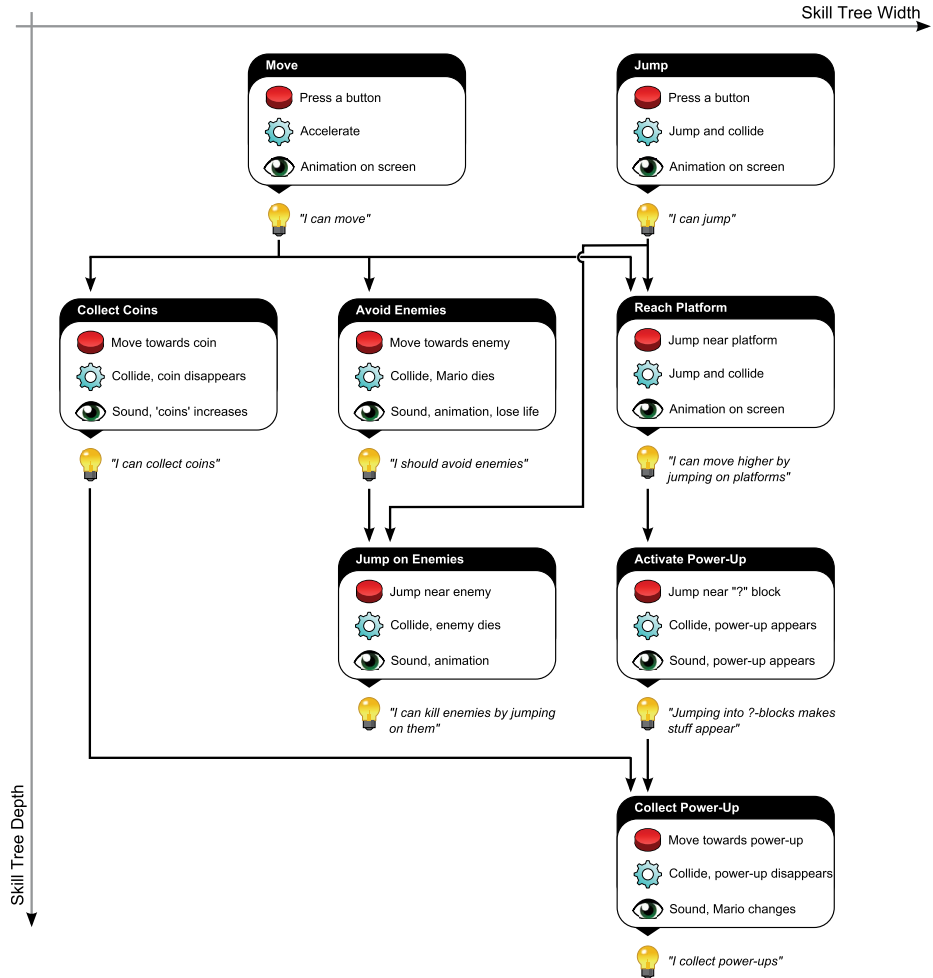 Skill Tree Width
Move
Press a button
Accelerate
Animation on screen
"I can move"
Jump
Press a button
Jump and collide
Animation on screen
"I can jump"
Collect Coins
Move towards coin
Collide, coin disappears
Sound, 'coins' increases
"I can collect coins"
Avoid Enemies
Move towards enemy
Collide, Mario dies
Sound, animation, lose life
"I should avoid enemies"
Reach Platform
Jump near platform
Jump and collide
Animation on screen
"I can move higher by
jumping on platforms"
Jump on Enemies
Jump near enemy
Collide, enemy dies
Sound, animation
"I can kill enemies by jumping
on them"
Activate Power-Up
Jump near "?" block
Collide, power-up appears
Sound, power-up appears
"Jumping into ?-blocks makes
stuff appear"
Collect Power-Up
Move towards power-up
Collide, power-up disappears
Sound, Mario changes
"I collect power-ups"
Skill Tree Depth